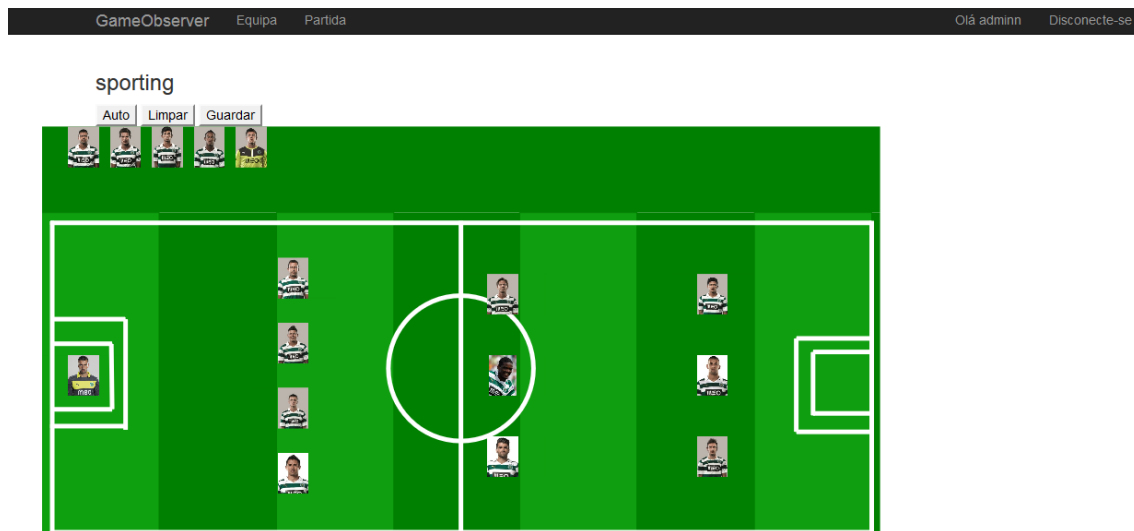 GameObserver Equipa Partida Olá adminn Disconecte-se
sporting
Auto Limpar Guardar